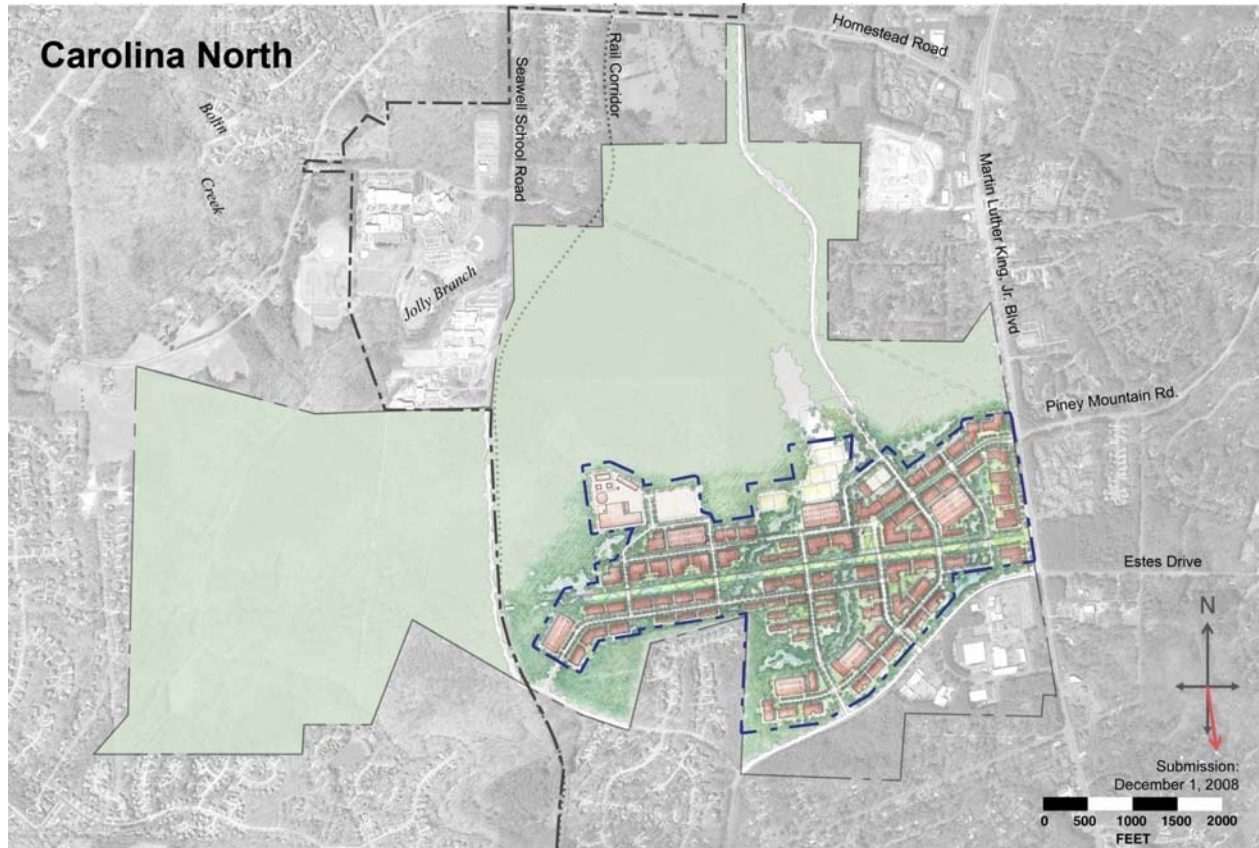 Carolina North
Homestead Road
Rail Corridor
Seawell School Road
Bolin
Creek
Martin Luther King, Jr. Blvd
Jolly Branch
Piney Mountain Rd.
Estes Drive
N
Submission:
December 1, 2008
0 500 1000 1500 2000
FEET